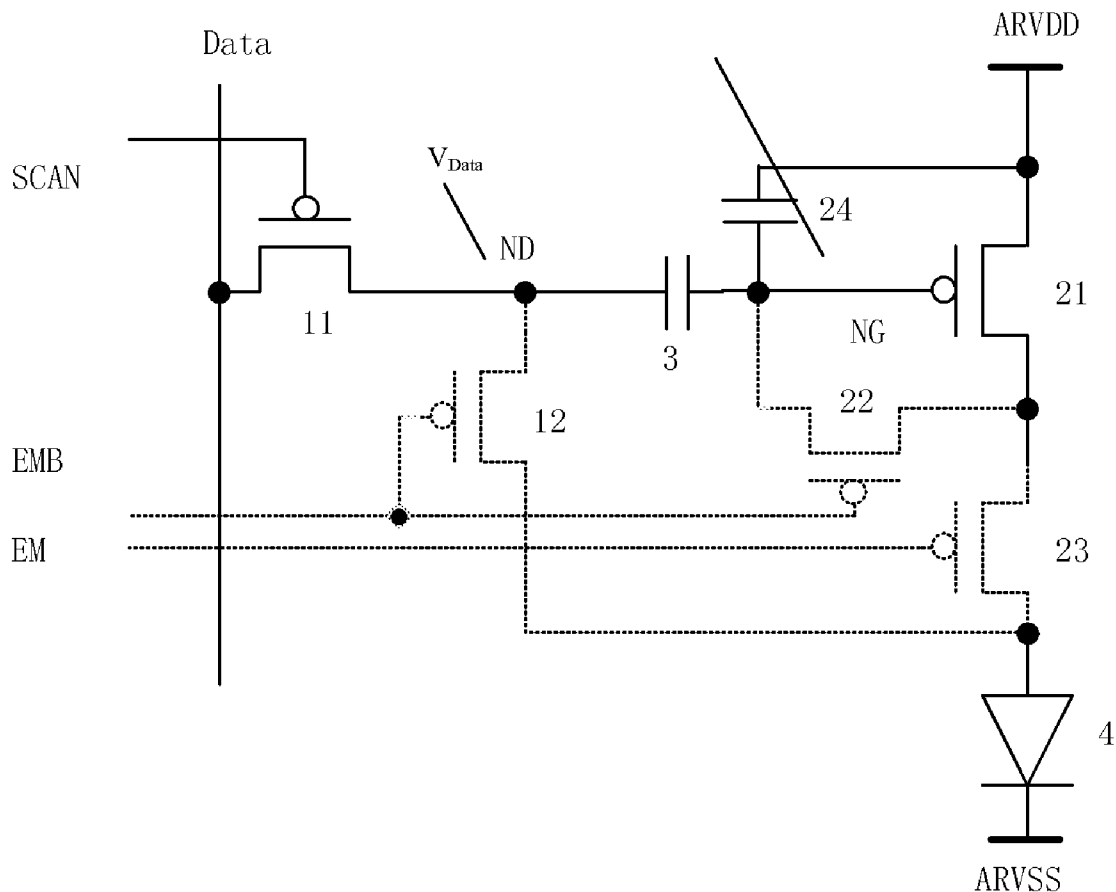 ARVDD
Data
SCAN
VData
ND
24
11
3
NG
21
22
12
EMB
EM
23
4
ARVSS